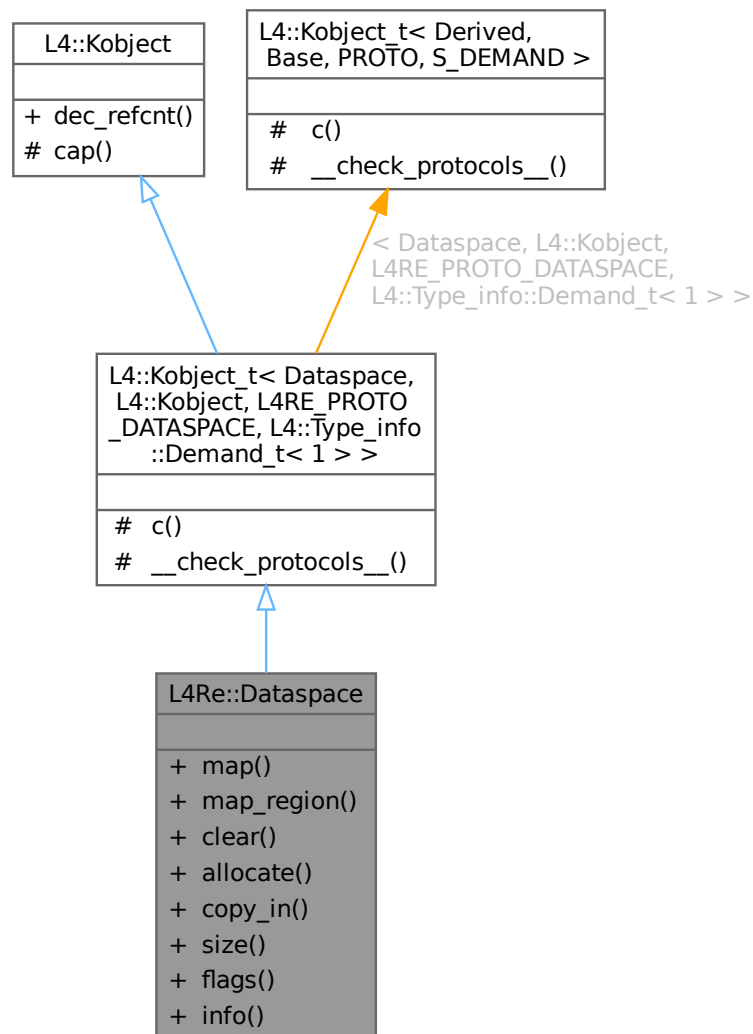 L4::Kobject
+ dec_refcnt()
# cap()
L4::Kobject_t< Derived,
Base, PROTO, S_DEMAND >
# c()
# __check_protocols__()
< Dataspace, L4::Kobject,
L4RE_PROTO_DATASPACE,
L4::Type_info::Demand_t< 1 > >
L4::Kobject_t< Dataspace,
L4::Kobject, L4RE_PROTO
_DATASPACE, L4::Type_info
::Demand_t< 1 > >
# c()
# __check_protocols__()
L4Re::Dataspace
+ map()
+ map_region()
+ clear()
+ allocate()
+ copy_in()
+ size()
+ flags()
+ info()